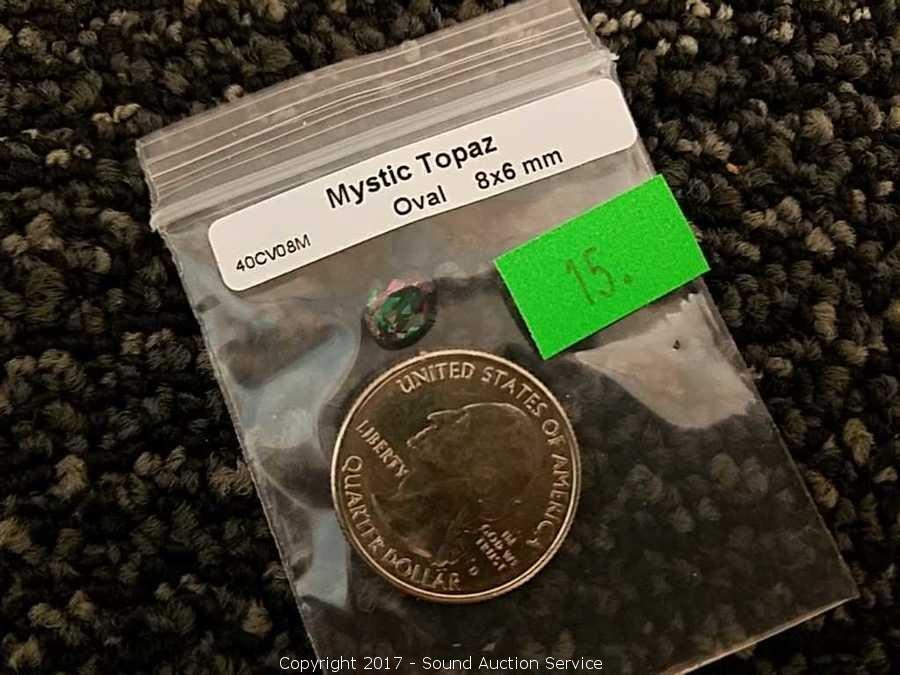 Mystic Topaz
Oval 8x6 mm
40CV08M
15.
UNITED STATES OF AMERICA
LIBERTY
IN
GOD WE
TRUST
QUARTER DOLLAR
Copyright 2017 - Sound Auction Service